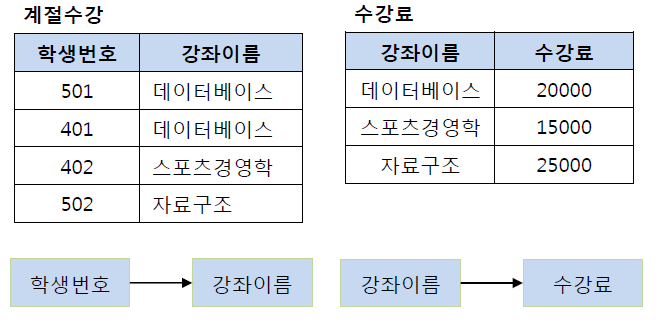 계절수강
학생번호 강좌이름
501 데이터베이스
401 데이터베이스
402 스포츠경영학
502 자료구조
수강료
강좌이름 수강료
데이터베이스 20000
스포츠경영학 15000
자료구조 25000
학생번호 강좌이름
강좌이름 수강료